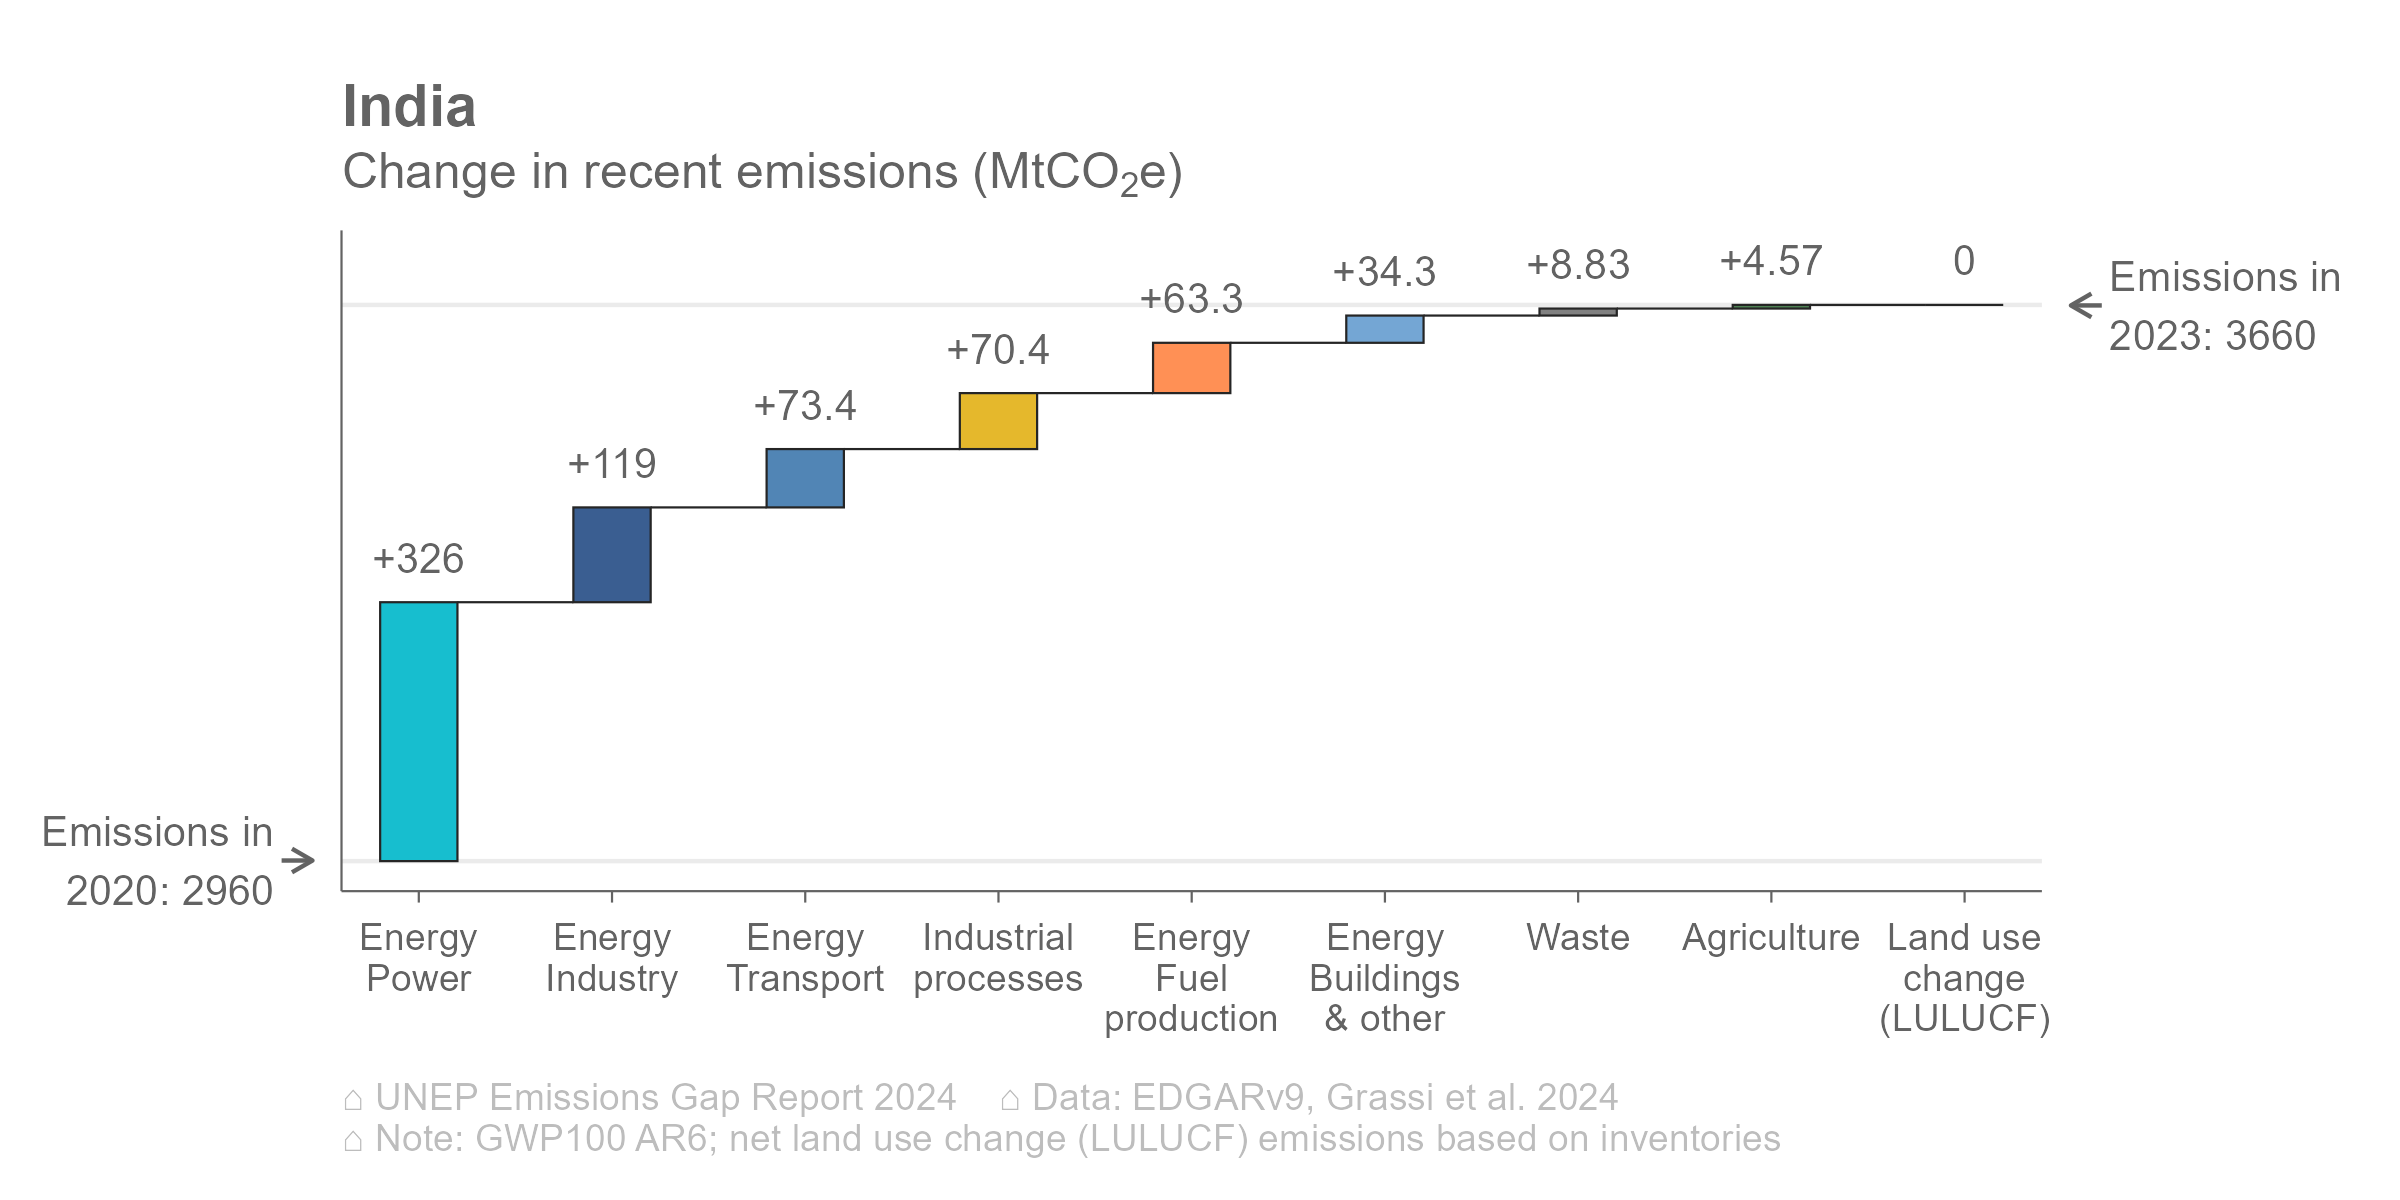 India
Change in recent emissions (MtCO₂e)
+326
+119
+73.4
+70.4
+63.3
+34.3
+8.83
+4.57
0
Emissions in
2023: 3660
Emissions in
2020: 2960
Energy
Power
Energy
Industry
Energy
Transport
Industrial
processes
Energy
Fuel
production
Energy
Buildings
& other
Waste
Agriculture
Land use
change
(LULUCF)
⌂ UNEP Emissions Gap Report 2024 ⌂ Data: EDGARv9, Grassi et al. 2024
⌂ Note: GWP100 AR6; net land use change (LULUCF) emissions based on inventories